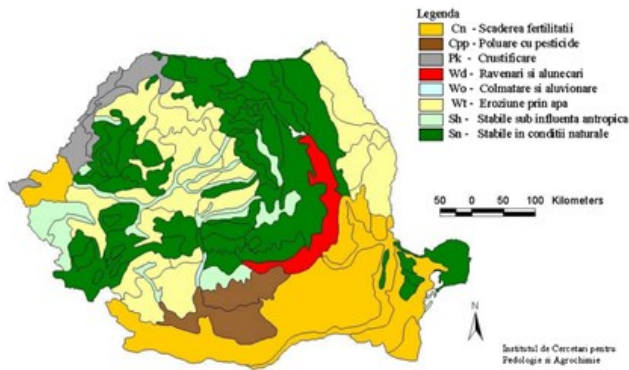 Legenda
Cn - Scaderea fertilitatii
Cpp - Poluare cu pesticide
Pk - Crustificare
Wd - Ravenari si alunecari
Wo - Colmatare si aluvionare
Wt - Eroziune prin apa
Sh - Stabile sub influenta antropica
Sn - Stabile in conditii naturale
50 0 50 100 Kilometers
N
Institutul de Cercetari pentru
Pedologie si Agrochimie